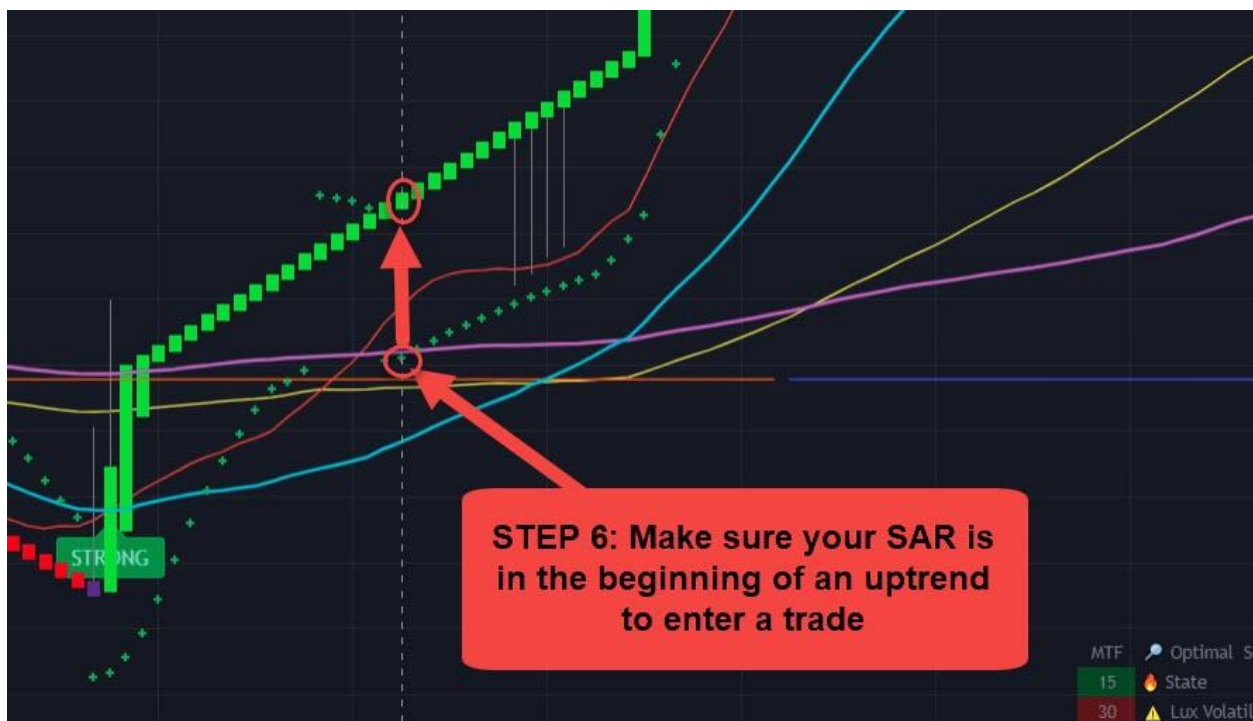 STRONG
STEP 6: Make sure your SAR is
in the beginning of an uptrend
to enter a trade
MTF 🔎 Optimal S
15 🔥 State
30 ⚠️ Lux Volatil